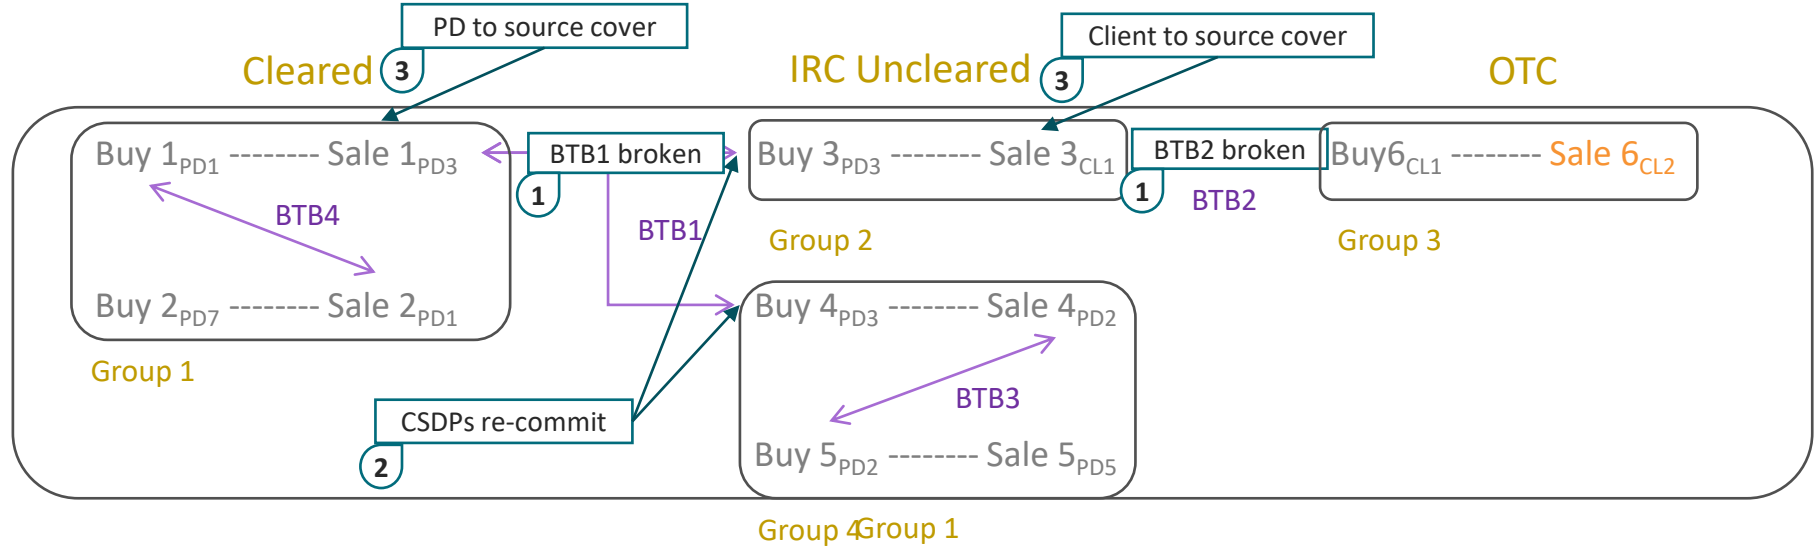 PD to source cover
Client to source cover
Cleared
3
IRC Uncleared
3
OTC
Buy 1PD1 -------- Sale 1PD3
BTB1 broken
1
Buy 3PD3 -------- Sale 3CL1
BTB2 broken
1
Buy6CL1 -------- Sale 6CL2
BTB4
BTB1
BTB2
Group 2
Group 3
Buy 2PD7 -------- Sale 2PD1
Buy 4PD3 -------- Sale 4PD2
Group 1
BTB3
CSDPs re-commit
2
Buy 5PD2 -------- Sale 5PD5
Group 4
Group 1